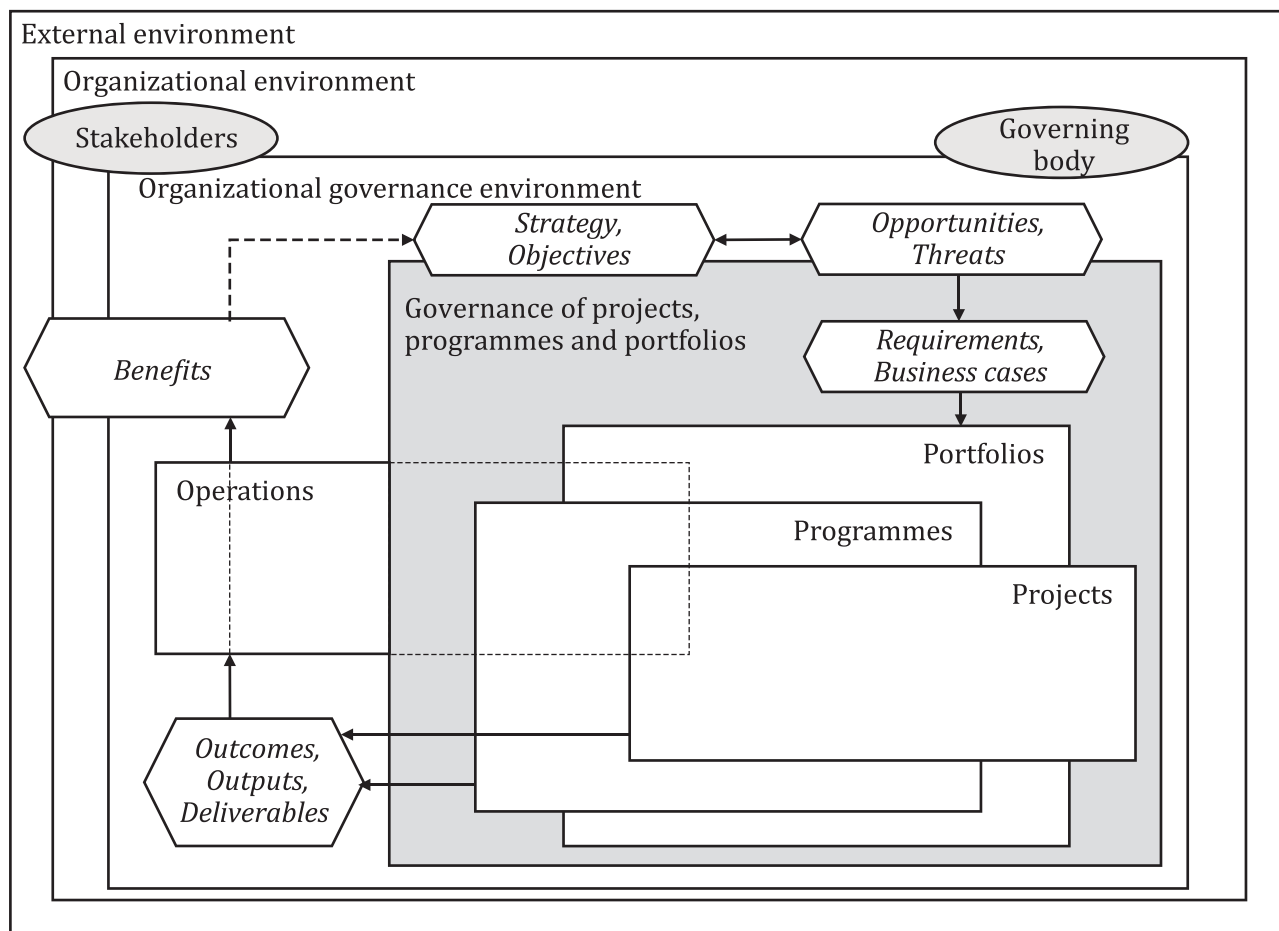 External environment
Organizational environment
Stakeholders
Governing
body
Organizational governance environment
Strategy,
Objectives
Opportunities,
Threats
Governance of projects,
programmes and portfolios
Requirements,
Business cases
Benefits
Portfolios
Operations
Programmes
Projects
Outcomes,
Outputs,
Deliverables